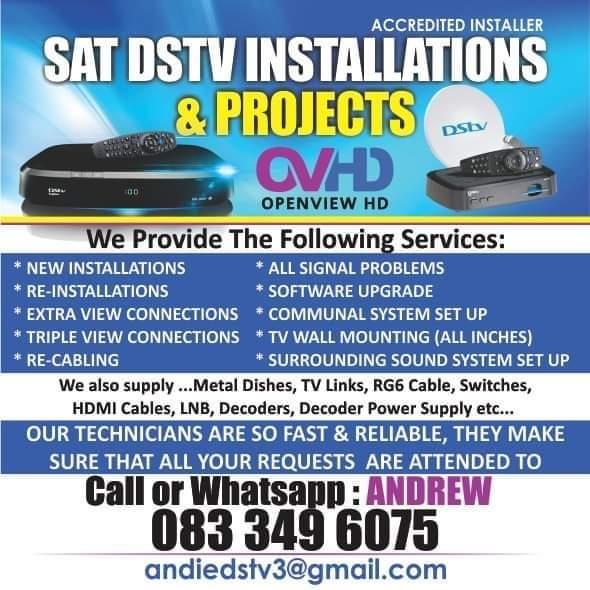 ACCREDITED INSTALLER
SAT DSTV INSTALLATIONS
& PROJECTS
DStv
OVHD
OPENVIEW HD
DStv
We Provide The Following Services:
* NEW INSTALLATIONS
* RE-INSTALLATIONS
* EXTRA VIEW CONNECTIONS
* TRIPLE VIEW CONNECTIONS
* RE-CABLING
* ALL SIGNAL PROBLEMS
* SOFTWARE UPGRADE
* COMMUNAL SYSTEM SET UP
* TV WALL MOUNTING (ALL INCHES)
* SURROUNDING SOUND SYSTEM SET UP
We also supply ...Metal Dishes, TV Links, RG6 Cable, Switches,
HDMI Cables, LNB, Decoders, Decoder Power Supply etc...
OUR TECHNICIANS ARE SO FAST & RELIABLE, THEY MAKE
SURE THAT ALL YOUR REQUESTS ARE ATTENDED TO
Call or Whatsapp : ANDREW
083 349 6075
andiedstv3@gmail.com